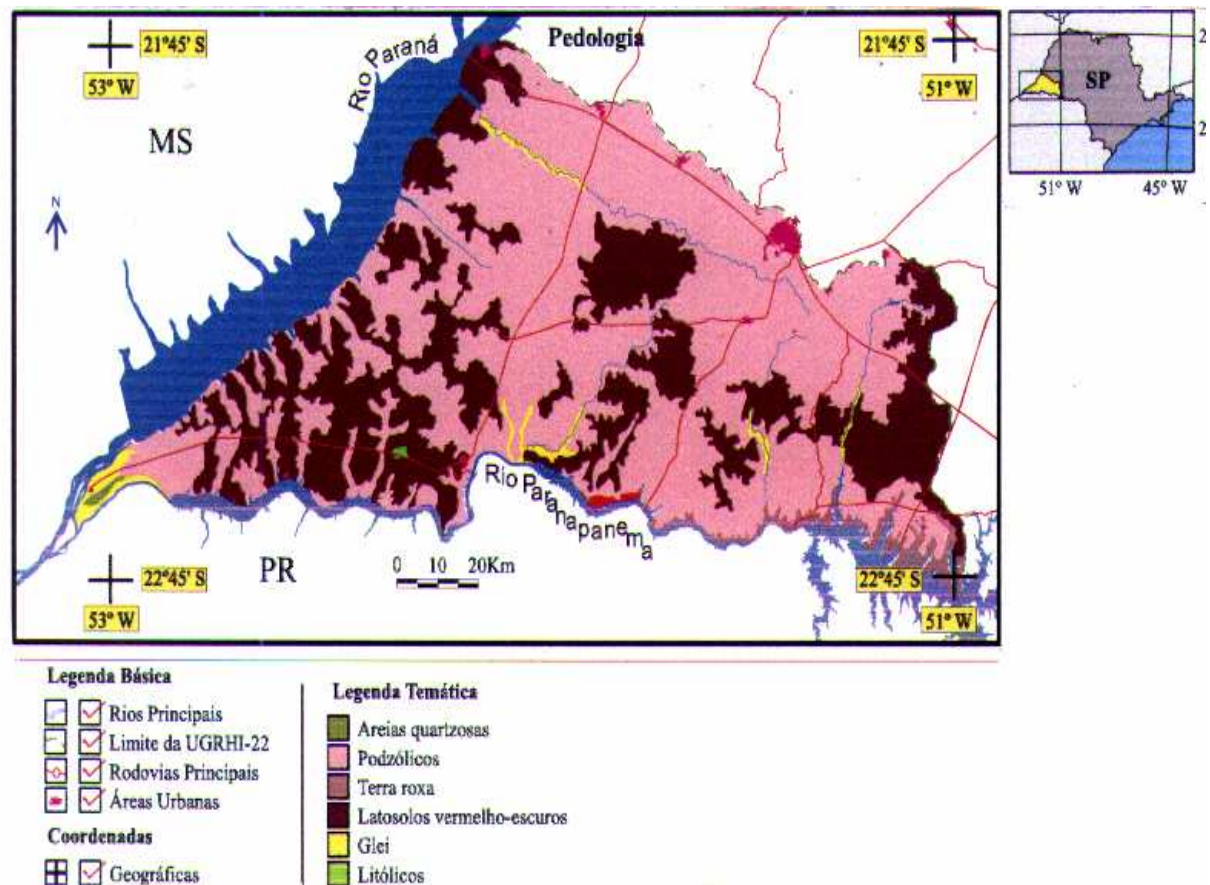 Pedologia
21°45' S
53° W
21°45' S
51° W
Rio Paraná
MS
N
Rio Paranapanema
PR
0 10 20Km
22°45' S
53° W
22°45' S
51° W
SP
2
2
51° W
45° W
Legenda Básica
Rios Principais
Limite da UGRHI-22
Rodovias Principais
Áreas Urbanas
Coordenadas
Geográficas
Legenda Temática
Areias quartzosas
Podzólicos
Terra roxa
Latosolos vermelho-escuros
Glei
Litólicos